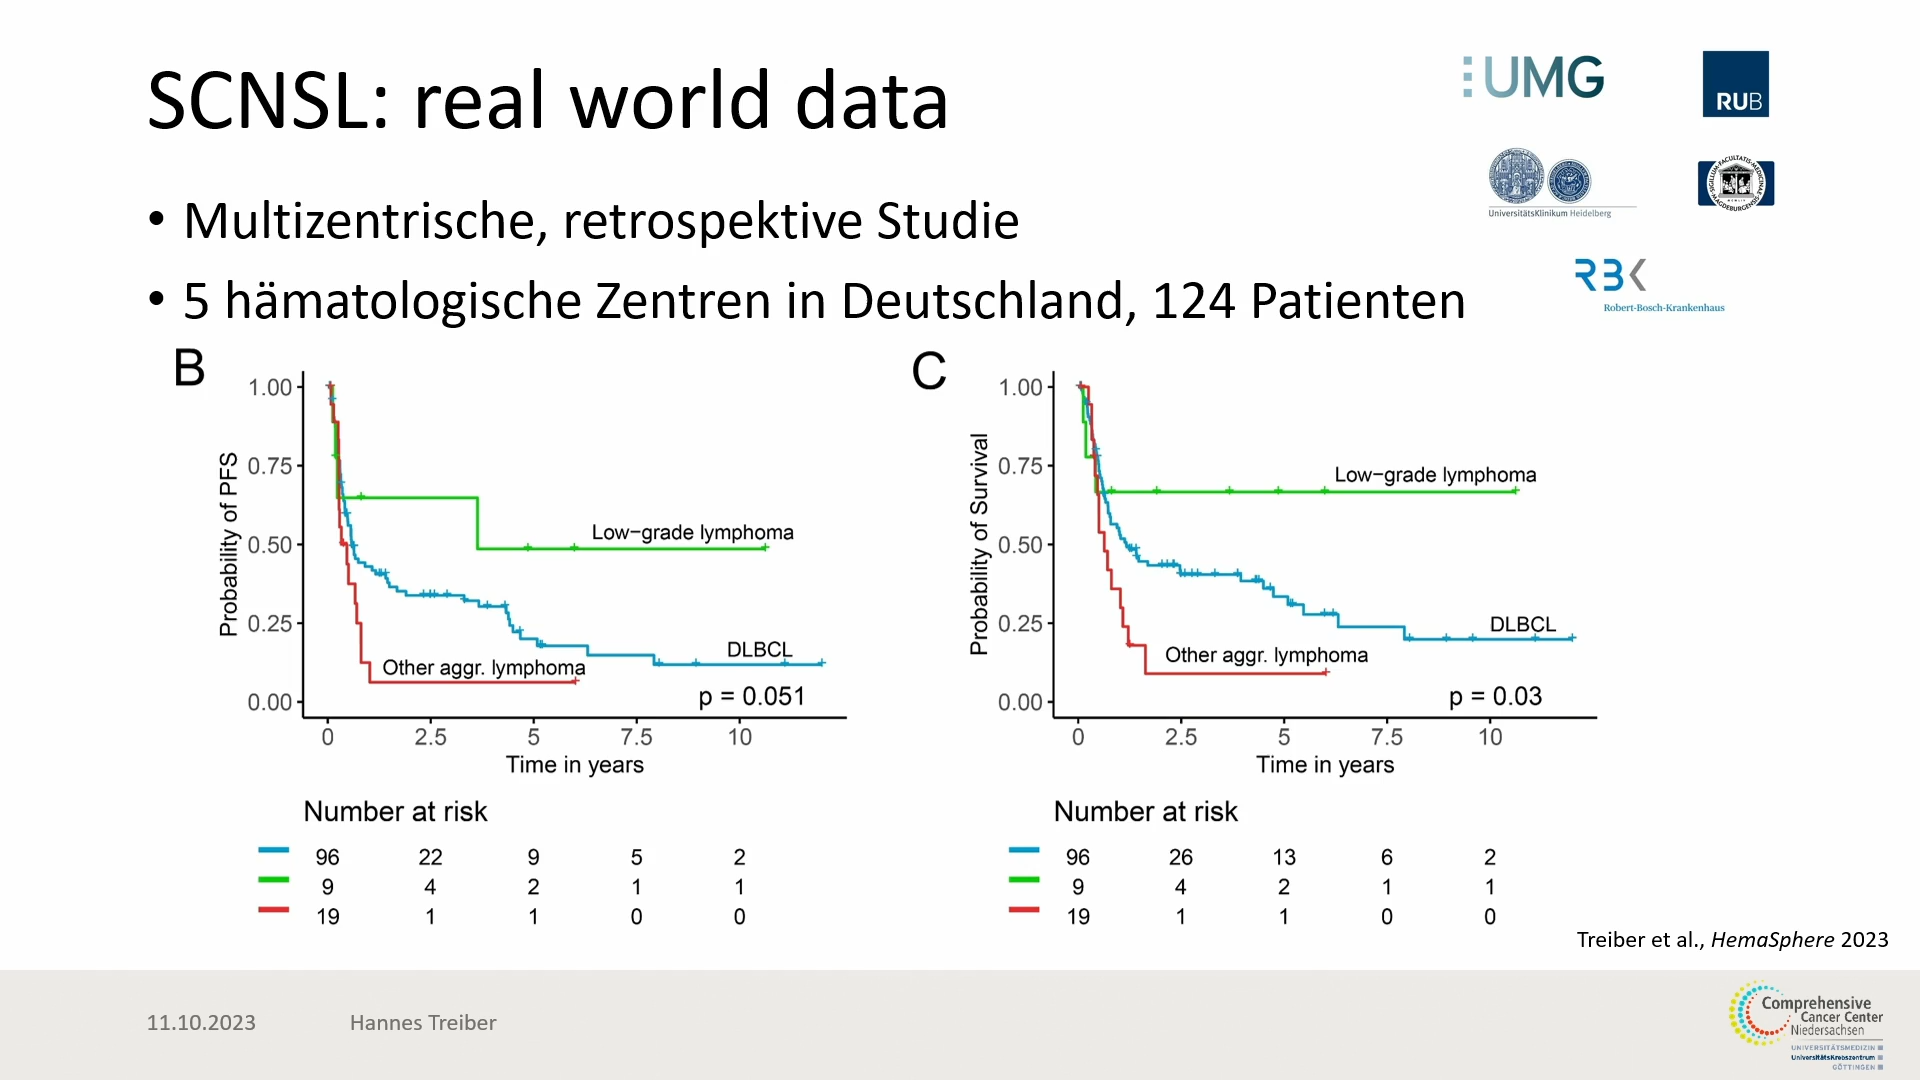 SCNSL: real world data
UMG
RUB
UniversitätsKlinikum Heidelberg
SIGILLUM·FACULTATIS·MEDICINAE
MAGDEBURGENSIS
RBK
Robert-Bosch-Krankenhaus
• Multizentrische, retrospektive Studie
• 5 hämatologische Zentren in Deutschland, 124 Patienten
B
Probability of PFS
1.00
0.75
0.50
0.25
0.00
Low−grade lymphoma
DLBCL
Other aggr. lymphoma
p = 0.051
0 2.5 5 7.5 10
Time in years
Number at risk
96 22 9 5 2
9 4 2 1 1
19 1 1 0 0
C
Probability of Survival
1.00
0.75
0.50
0.25
0.00
Low−grade lymphoma
DLBCL
Other aggr. lymphoma
p = 0.03
0 2.5 5 7.5 10
Time in years
Number at risk
96 26 13 6 2
9 4 2 1 1
19 1 1 0 0
Treiber et al., HemaSphere 2023
11.10.2023
Hannes Treiber
Comprehensive
Cancer Center
Niedersachsen
UNIVERSITÄTSMEDIZIN
UniversitätsKrebszentrum
GÖTTINGEN